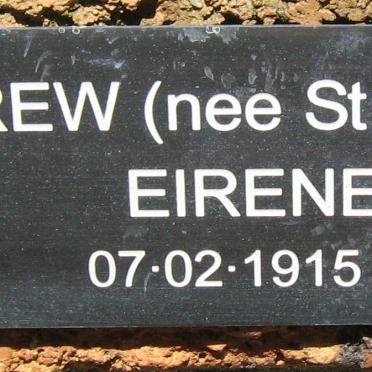 REW (nee St
EIRENE
07·02·1915